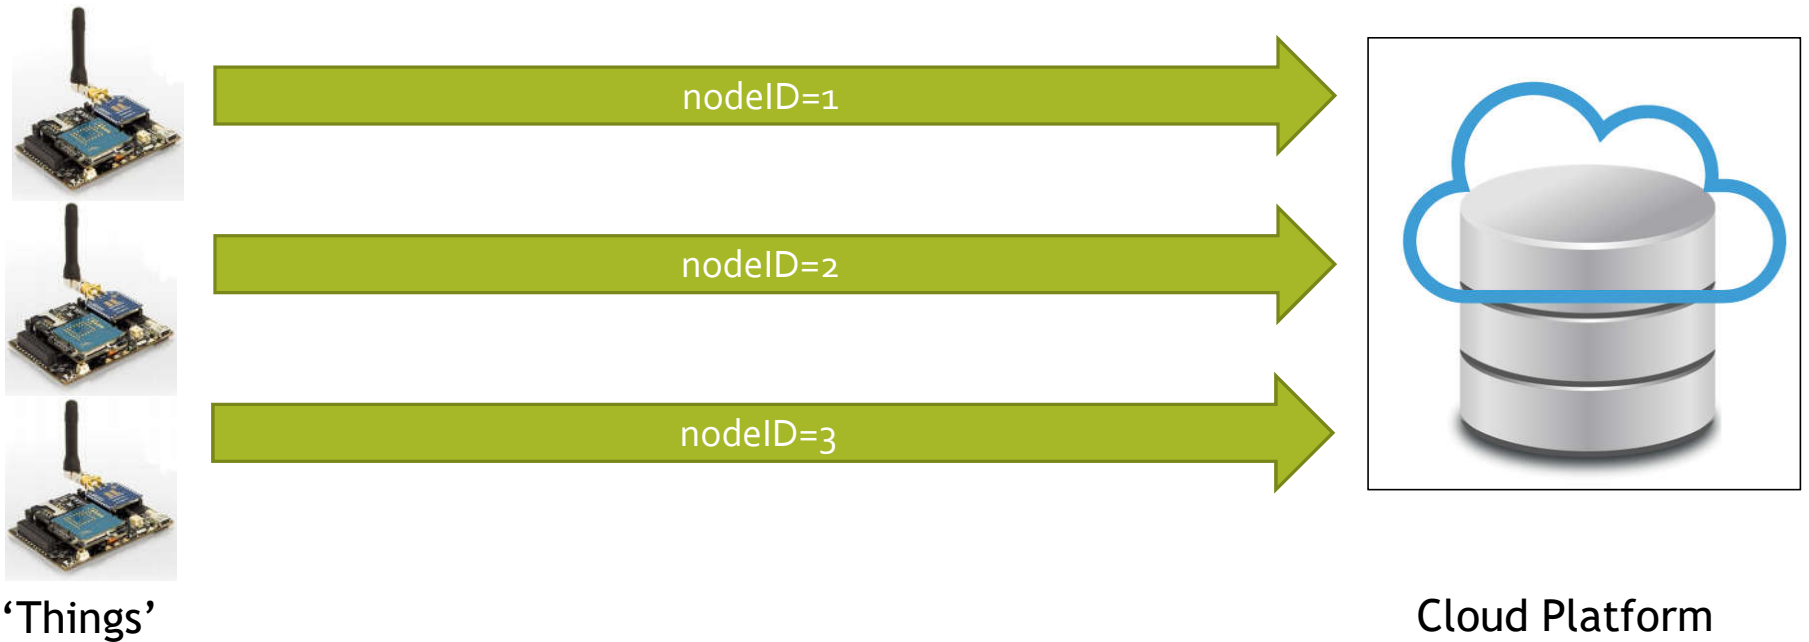 nodeID=1
nodeID=2
nodeID=3
‘Things’
Cloud Platform